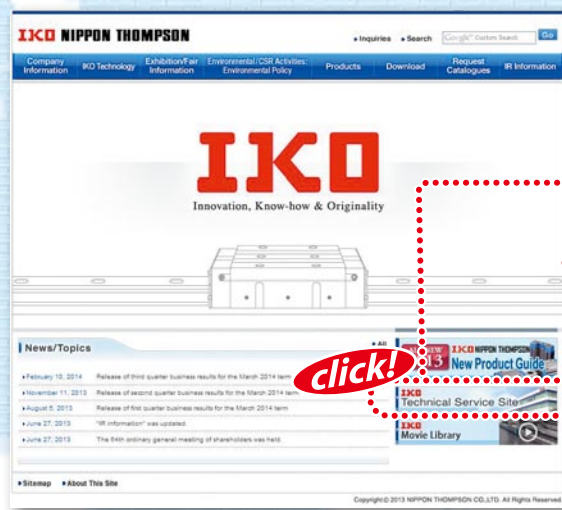 IKO NIPPON THOMPSON
Inquiries Search Google™ Custom Search Go
Company Information IKO Technology Exhibition/Fair Information Environmental/CSR Activities: Environmental Policy Products Download Request Catalogues IR Information
IKO
Innovation, Know-how & Originality
News/Topics
All
February 10, 2014 Release of third quarter business results for the March 2014 term
November 11, 2013 Release of second quarter business results for the March 2014 term
August 5, 2013 Release of first quarter business results for the March 2014 term
June 27, 2013 "IR information" was updated.
June 27, 2013 The 64th ordinary general meeting of shareholders was held.
click!
NEW
13
IKO NIPPON THOMPSON
New Product Guide
IKO
Technical Service Site
IKO
Movie Library
Sitemap About This Site
Copyright© 2013 NIPPON THOMPSON CO.,LTD. All Rights Reserved.